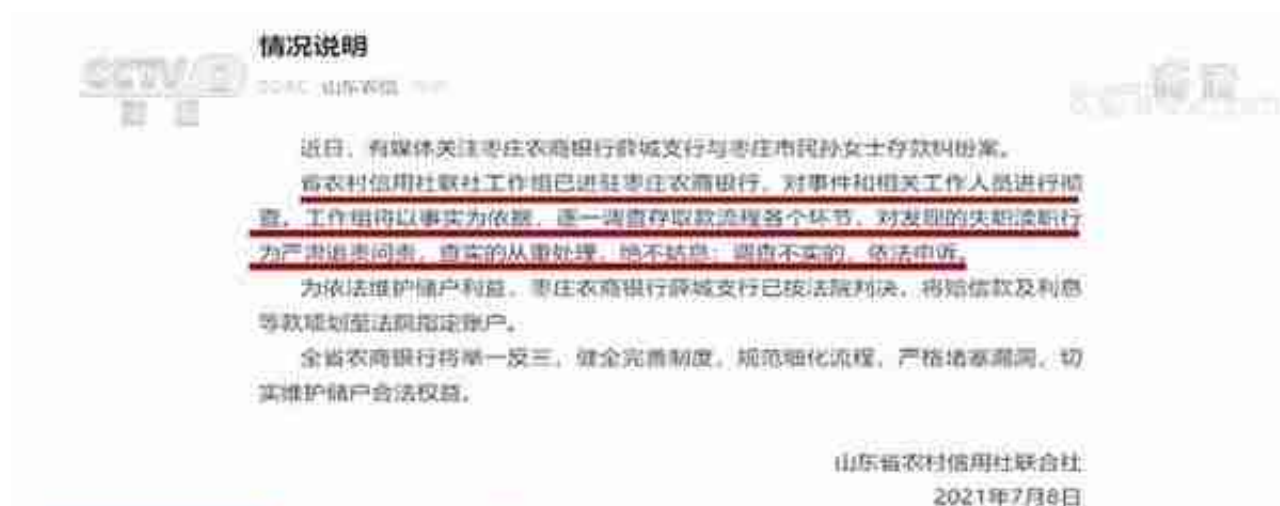 情况说明
CCTV
山东农信
近日，有媒体关注枣庄农商银行薛城支行与枣庄市民孙女士存款纠纷案。
省农村信用社联社工作组已进驻枣庄农商银行，对事件和相关工作人员进行彻
查。工作组将以事实为依据，逐一调查存取款流程各个环节，对发现的失职渎职行
为严肃追责问责，查实的从重处理，绝不姑息；调查不实的，依法申诉。
为依法维护储户利益，枣庄农商银行薛城支行已按法院判决，将赔偿款及利息
等款项划至法院指定账户。
全省农商银行将举一反三，健全完善制度，规范细化流程，严格堵塞漏洞，切
实维护储户合法权益。
山东省农村信用社联合社
2021年7月8日